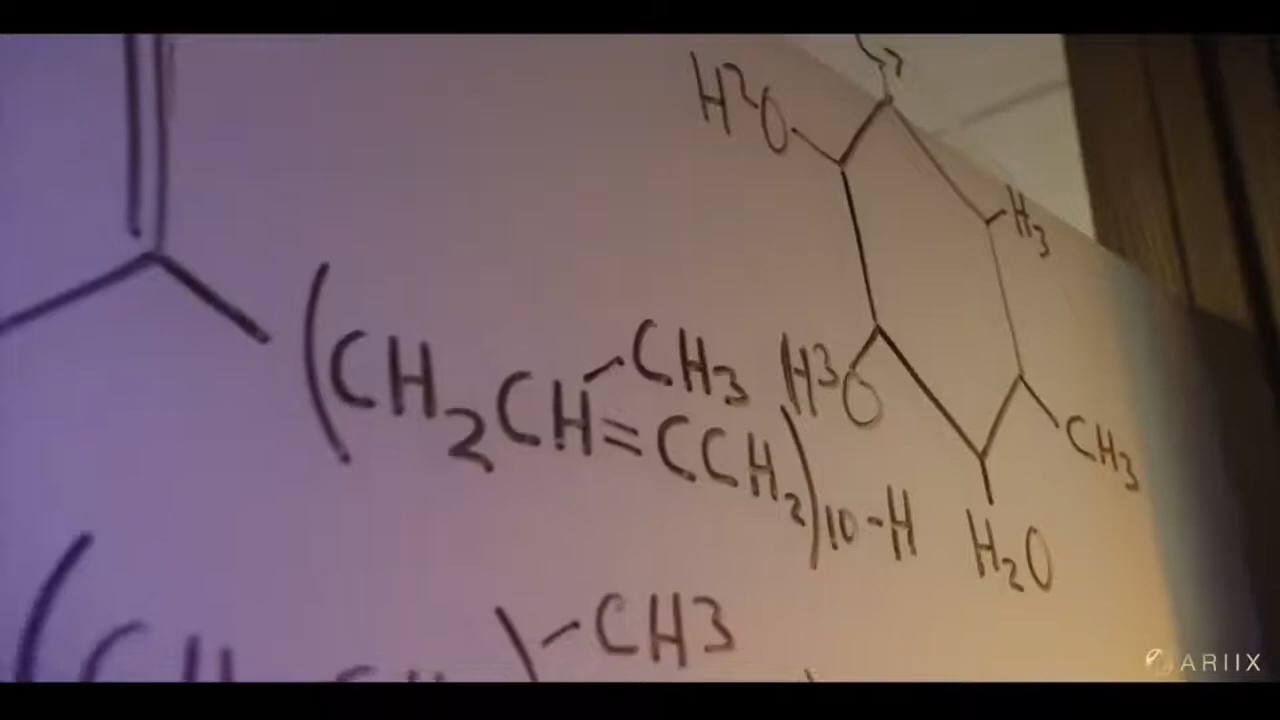 H2O
H3
(CH2CH=CCH2)10-H
CH3
H3O
CH3
H2O
CH3
ARIIX